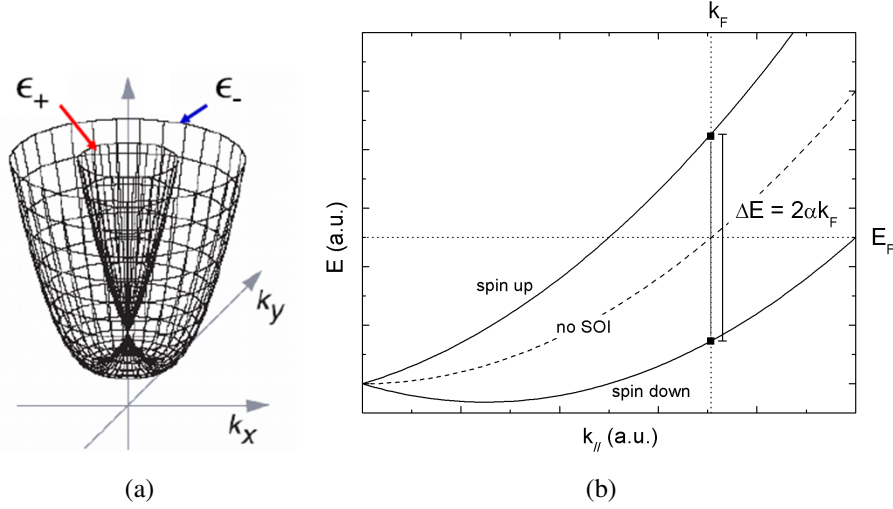 ϵ+
ϵ-
ky
kx
(a)
kF
E (a.u.)
ΔE = 2αkF
EF
spin up
no SOI
spin down
k// (a.u.)
(b)